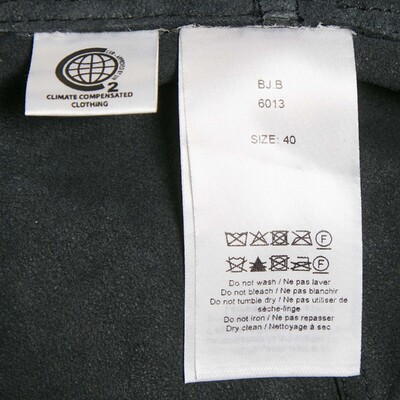 2
CLIMATE COMPENSATED
CLOTHING
BJ.B
6013
SIZE: 40
F
F
Do not wash / Ne pas laver
Do not bleach / Ne pas blanchir
Do not tumble dry / Ne pas utiliser de
sèche-linge
Do not iron / Ne pas repasser
Dry clean / Nettoyage à sec